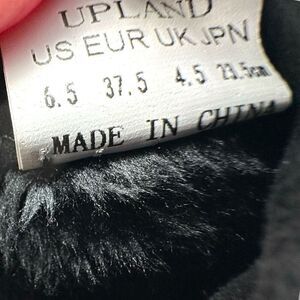 UPLAND
US EUR UK JPN
6.5 37.5 4.5 23.5cm
MADE IN CHINA